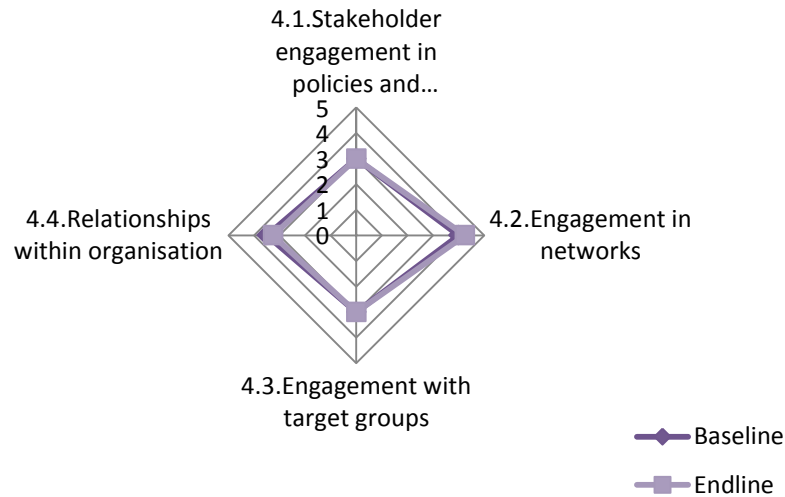 4.1.Stakeholder
engagement in
policies and...
5
4
3
2
1
0
4.4.Relationships
within organisation
4.2.Engagement in
networks
4.3.Engagement with
target groups
Baseline
Endline